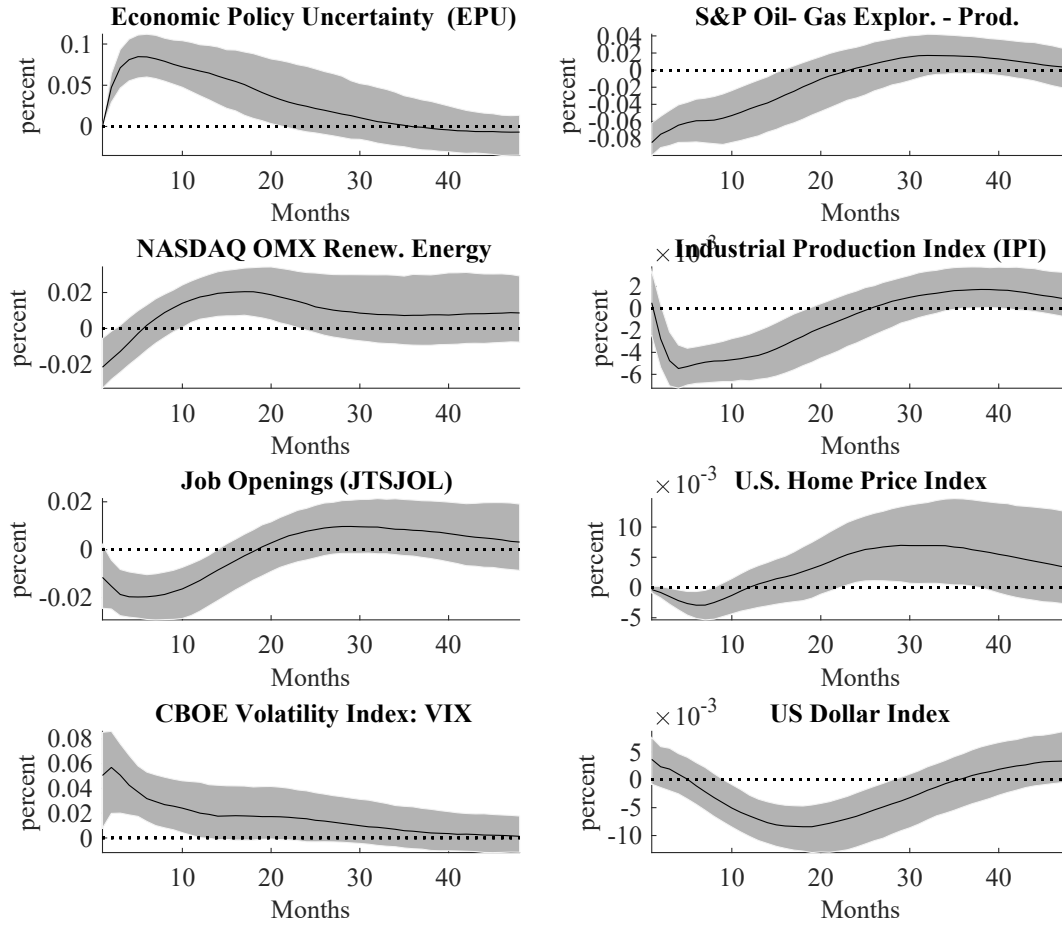 Economic Policy Uncertainty (EPU)
percent
0.1
0.05
0
10 20 30 40
Months
S&P Oil- Gas Explor. - Prod.
percent
0.04
0
-0.02
-0.04
-0.06
-0.08
10 20 30 40
Months
NASDAQ OMX Renew. Energy
percent
0.02
0
-0.02
10 20 30 40
Months
× 10-3
Industrial Production Index (IPI)
percent
2
0
-2
-4
-6
10 20 30 40
Months
Job Openings (JTSJOL)
percent
0.02
0
-0.02
10 20 30 40
Months
× 10-3
U.S. Home Price Index
percent
10
5
0
-5
10 20 30 40
Months
CBOE Volatility Index: VIX
percent
0.08
0.06
0.04
0.02
0
10 20 30 40
Months
× 10-3
US Dollar Index
percent
5
0
-5
-10
10 20 30 40
Months